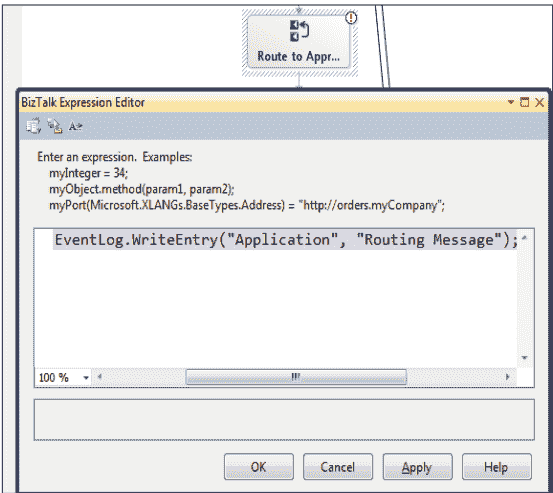 Route to Appr...
BizTalk Expression Editor
Enter an expression. Examples:
myInteger = 34;
myObject.method(param1, param2);
myPort(Microsoft.XLANGs.BaseTypes.Address) = "http://orders.myCompany";
EventLog.WriteEntry("Application", "Routing Message");
100 %
OK Cancel Apply Help